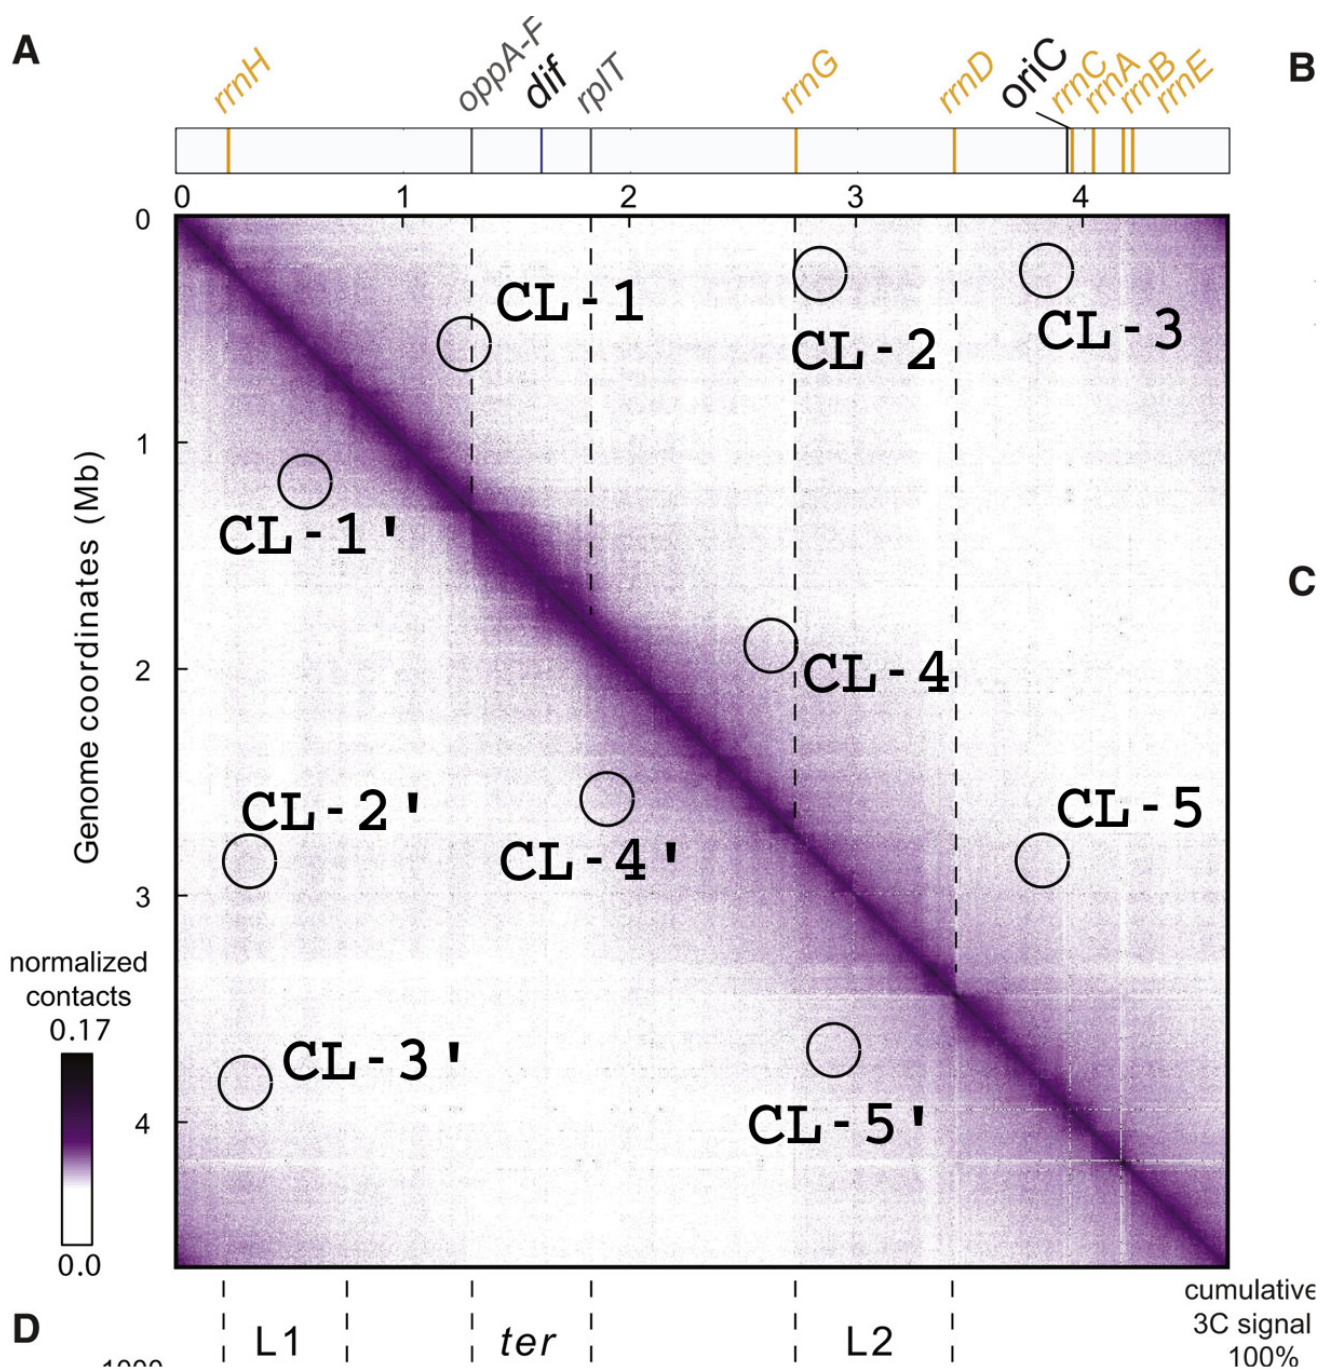 A
B
rrnH
oppA-F
dif
rplT
rrnG
rrnD
oriC
rrnC
rrnA
rrnB
rrnE
0 1 2 3 4
0
CL-1
CL-2
CL-3
1
CL-1'
Genome coordinates (Mb)
C
2
CL-4
CL-2'
CL-4'
CL-5
3
normalized
contacts
0.17
CL-3'
CL-5'
4
0.0
D
L1
ter
L2
cumulative
3C signal
100%
1000